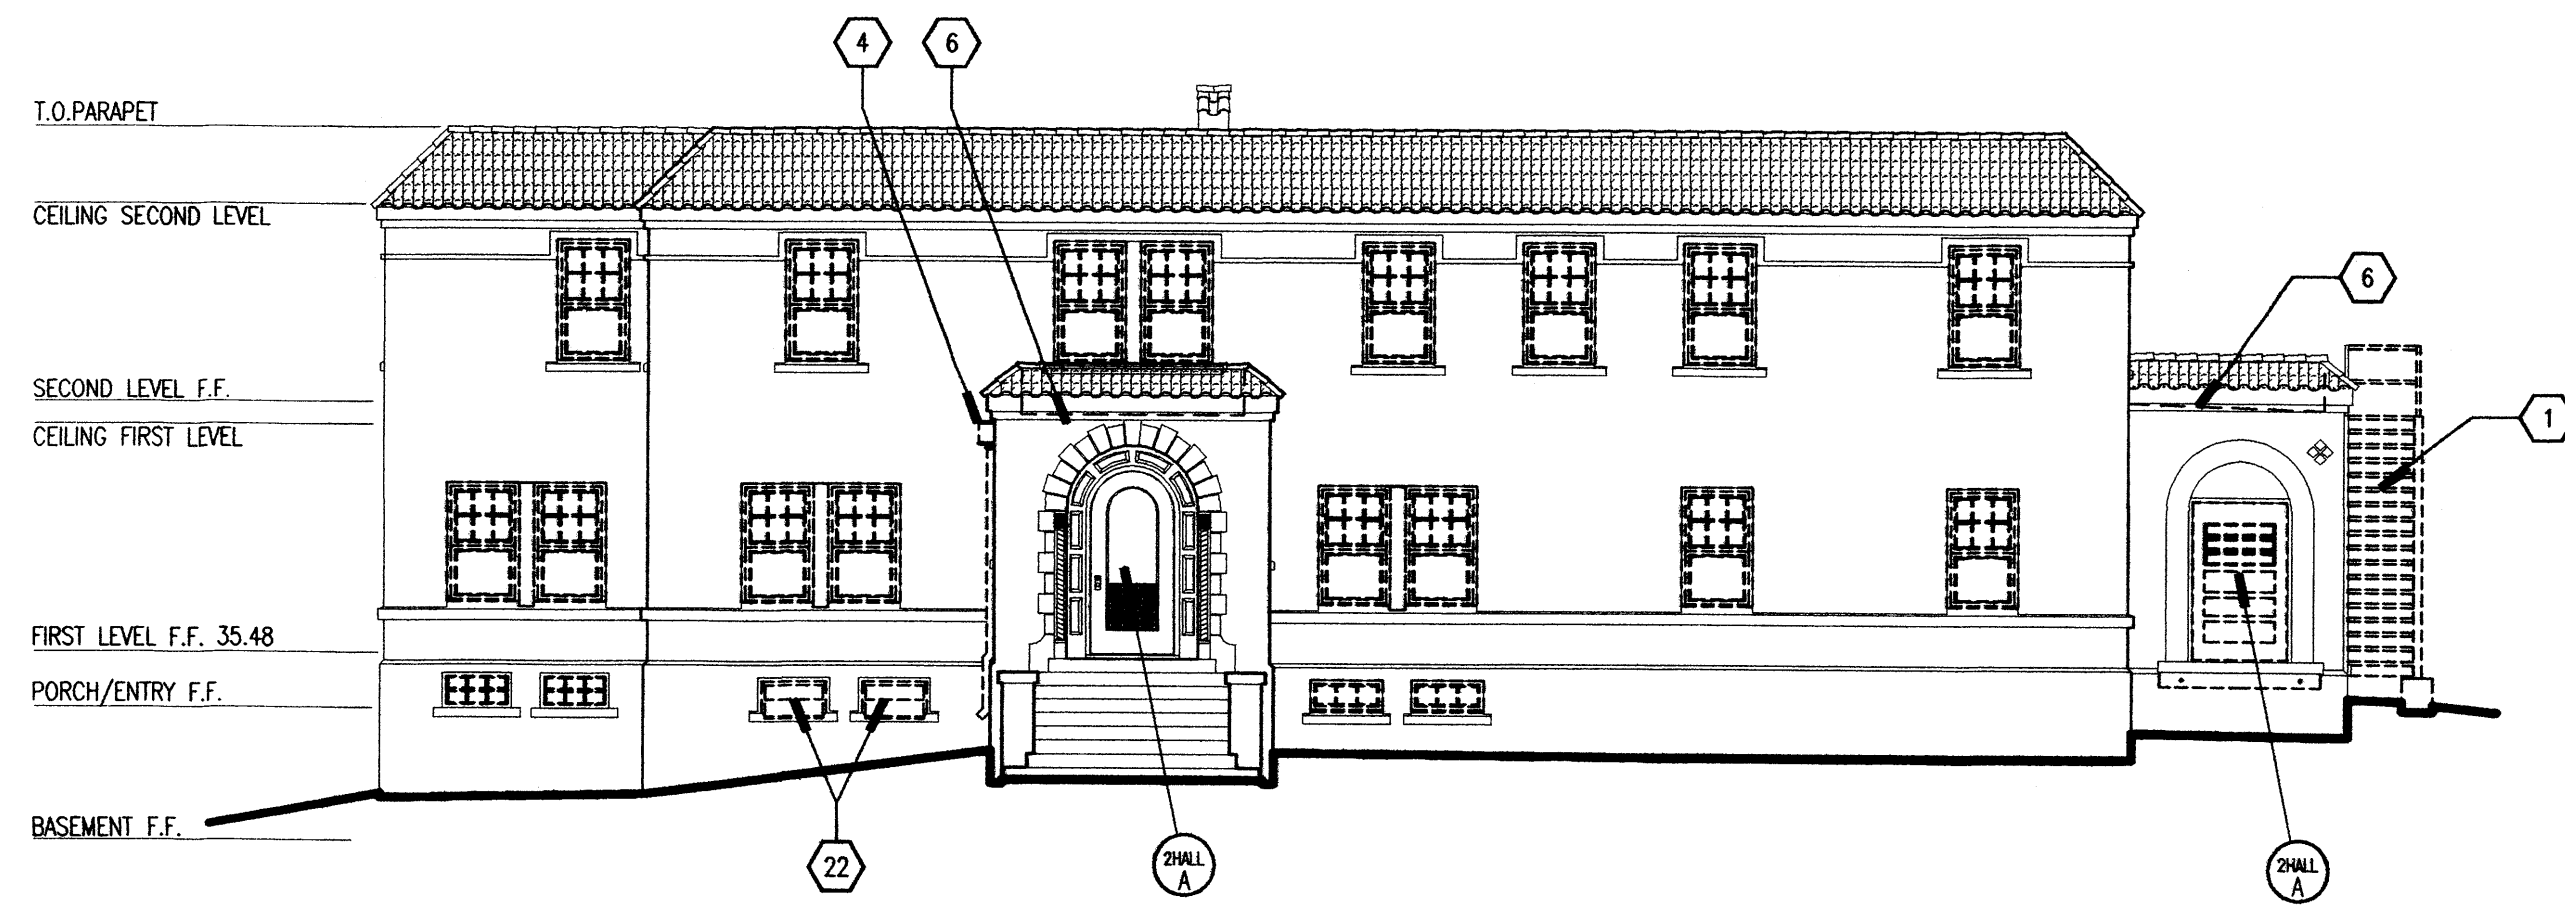 4
6
T.O.PARAPET
CEILING SECOND LEVEL
6
SECOND LEVEL F.F.
1
CEILING FIRST LEVEL
FIRST LEVEL F.F. 35.48
PORCH/ENTRY F.F.
BASEMENT F.F.
22
2HALL
A
2HALL
A